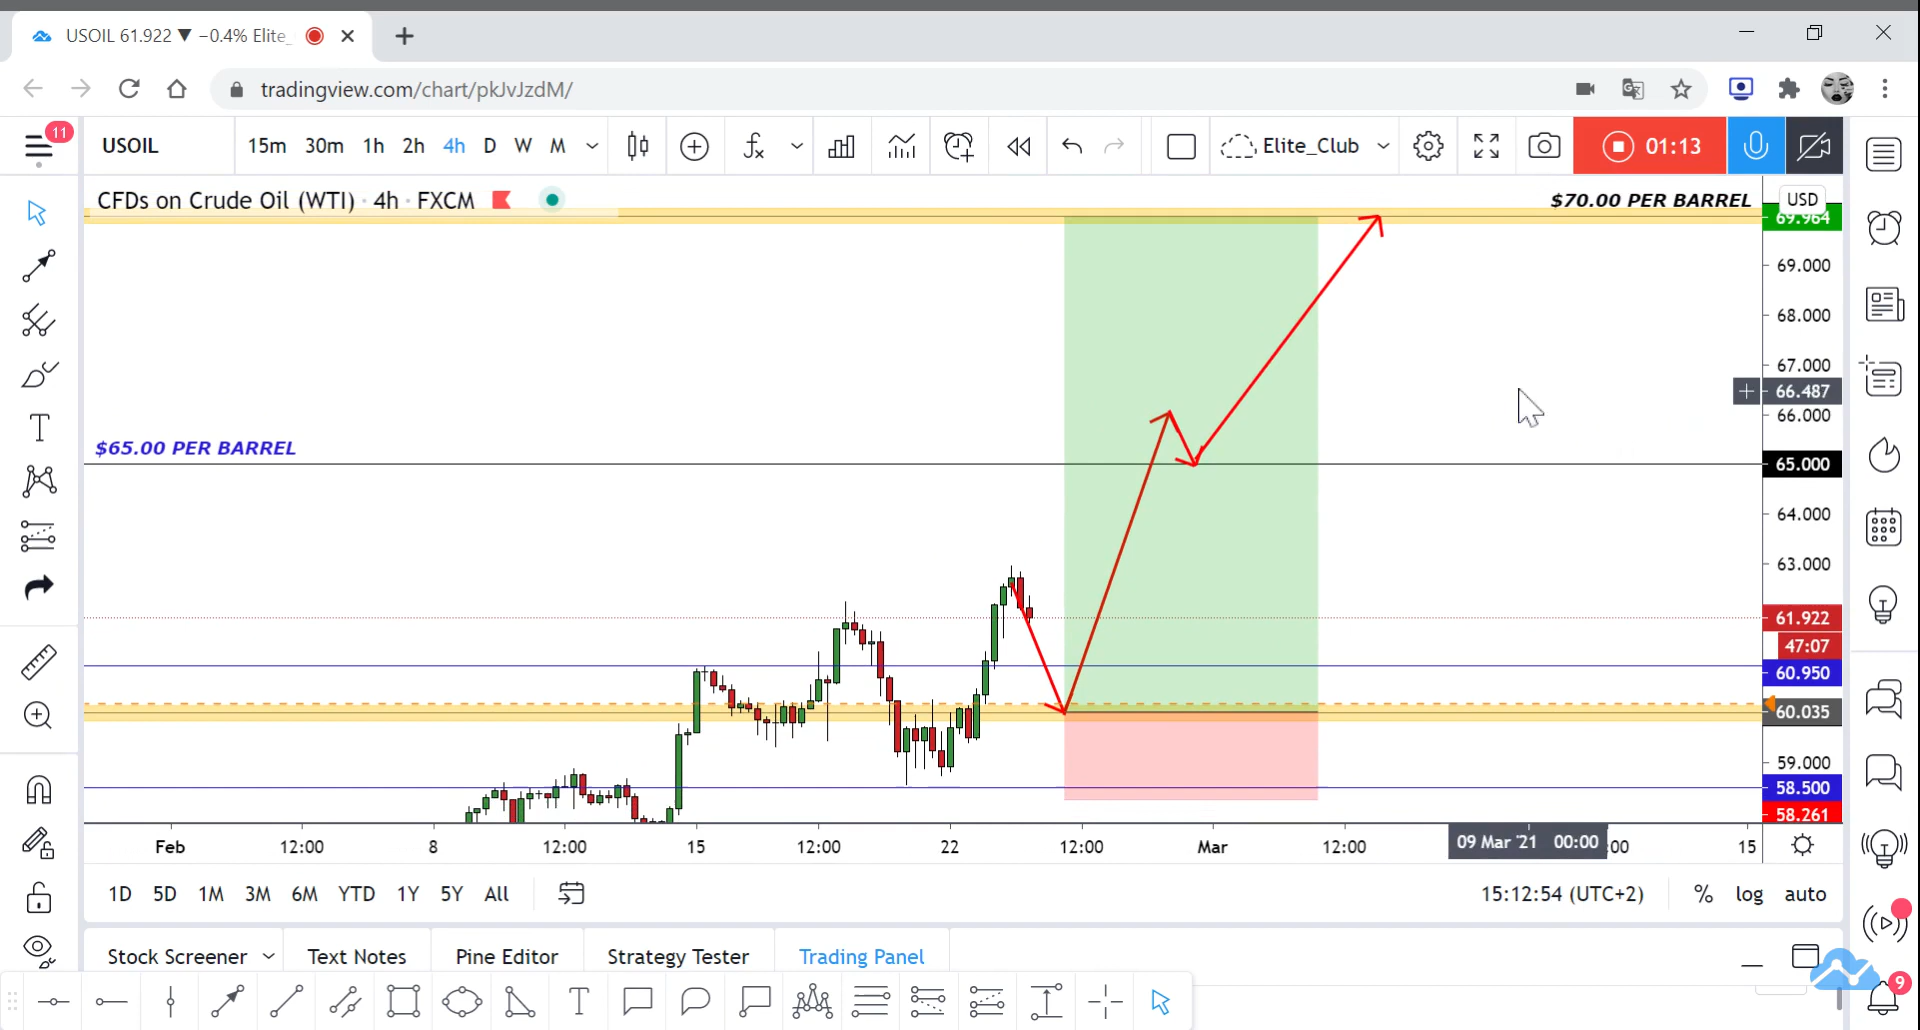 USOIL 61.922 ▼ −0.4% Elite_
tradingview.com/chart/pkJvJzdM/
11
USOIL
15m 30m 1h 2h 4h D W M
Elite_Club
01:13
CFDs on Crude Oil (WTI) · 4h · FXCM
$70.00 PER BARREL
USD
69.964
69.000
68.000
67.000
66.487
66.000
$65.00 PER BARREL
65.000
64.000
63.000
61.922
47:07
60.950
60.035
59.000
58.500
58.261
Feb 12:00 8 12:00 15 12:00 22 12:00 Mar 12:00 09 Mar '21 00:00 :00 15
1D 5D 1M 3M 6M YTD 1Y 5Y All
15:12:54 (UTC+2) % log auto
Stock Screener Text Notes Pine Editor Strategy Tester Trading Panel
9